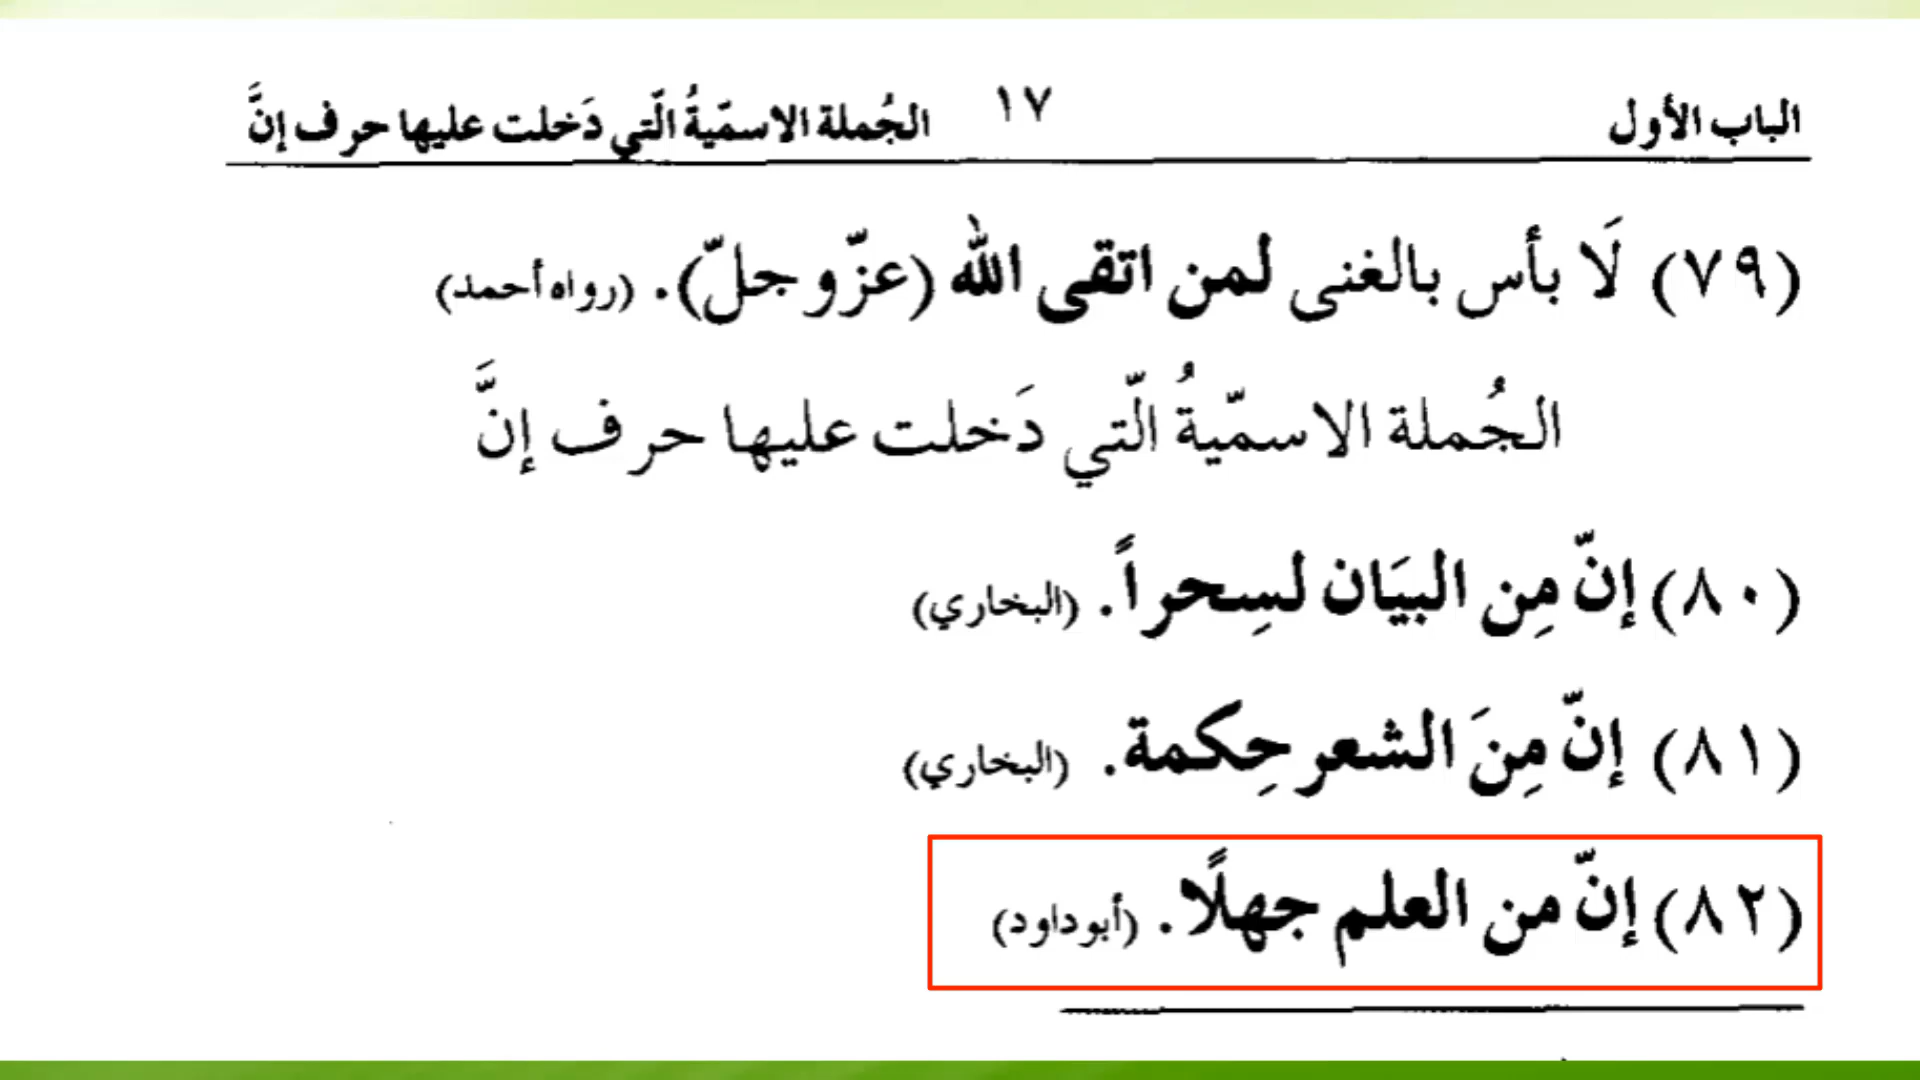 الباب الأول ١٧ الجُملة الاسمّيةُ الّتي دَخلت عليها حرف إنَّ
(٧٩) لَا بأس بالغنى لمن اتقى الله (عزّ وجلّ). (رواه أحمد)
الجُملة الاسمّيةُ الّتي دَخلت عليها حرف إنَّ
(٨٠) إنّ مِن البيَان لسِحراً. (البخاري)
(٨١) إنّ مِنَ الشعر حِكمة. (البخاري)
(٨٢) إنّ من العلم جهلًا. (أبوداود)